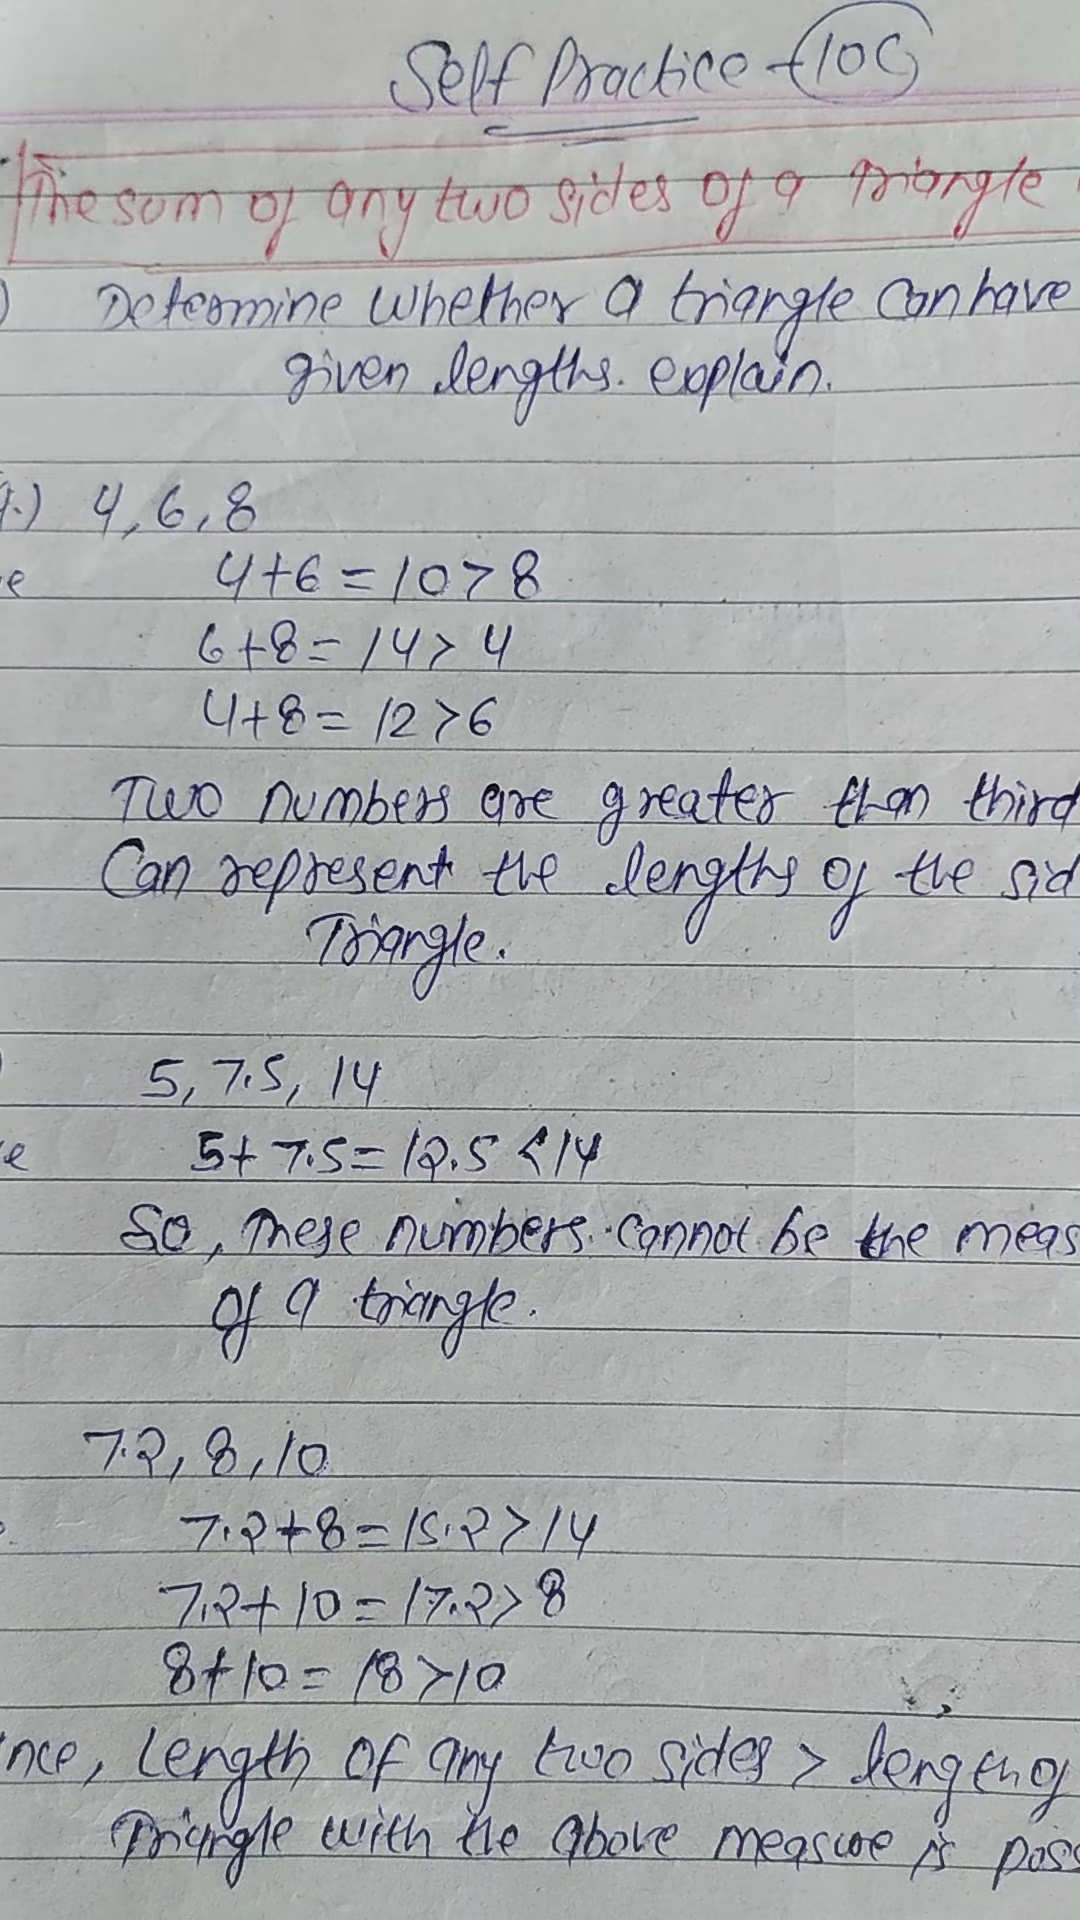 Self Practice - 10C
The sum of any two sides of a triangle
) Determine whether a triangle can have
given lengths. explain.
.) 4, 6, 8
e 4+6 = 10 > 8
6+8 = 14 > 4
4+8 = 12 > 6
Two numbers are greater than third
Can represent the lengths of the sid
Triangle.
) 5, 7.5, 14
e 5+ 7.5 = 12.5 < 14
So, These numbers cannot be the meas
of a triangle.
7.2, 8, 10
7.2 + 8 = 15.2 > 14
7.2 + 10 = 17.2 > 8
8 + 10 = 18 > 10
nce, Length of any two sides > length of
Triangle with the above measure is poss